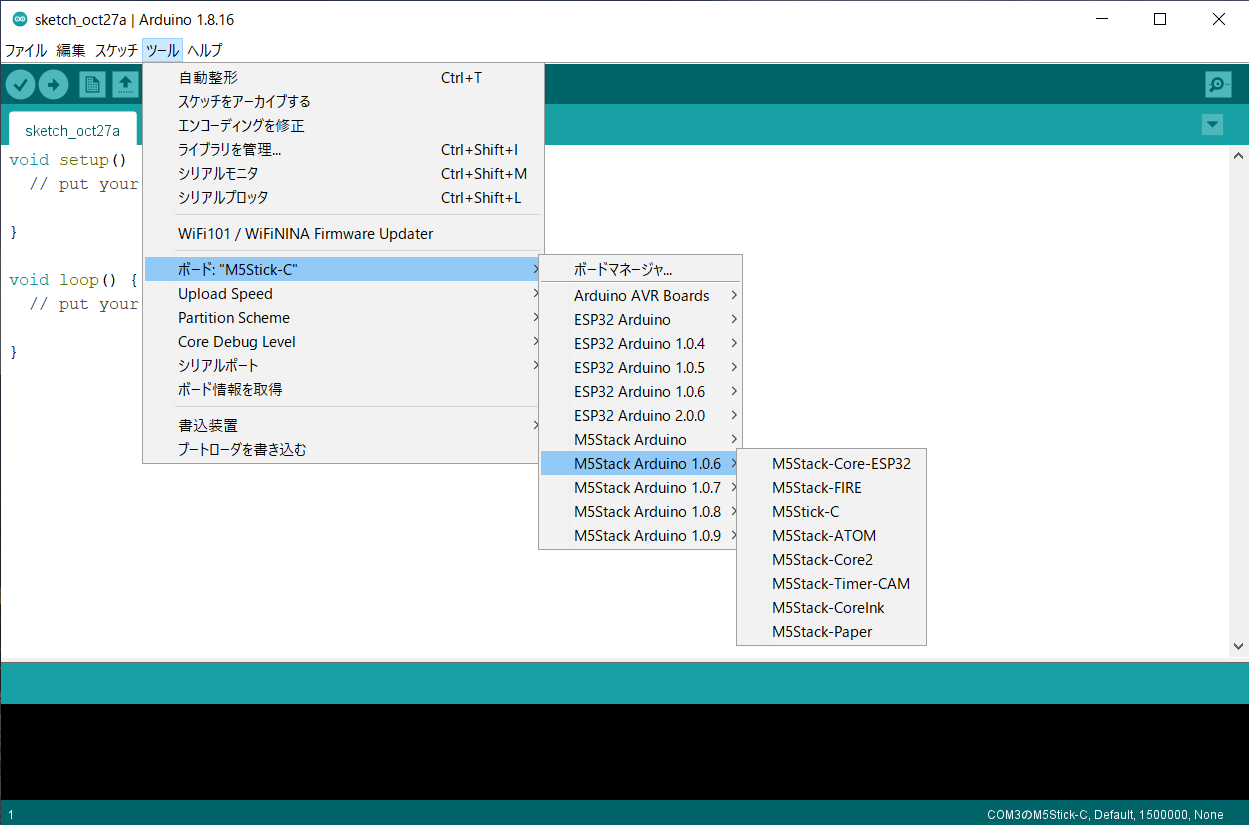 sketch_oct27a | Arduino 1.8.16
ファイル 編集 スケッチ ツール ヘルプ
sketch_oct27a
void setup()
// put your
}
void loop() {
// put your
}
自動整形 Ctrl+T
スケッチをアーカイブする
エンコーディングを修正
ライブラリを管理... Ctrl+Shift+I
シリアルモニタ Ctrl+Shift+M
シリアルプロッタ Ctrl+Shift+L
WiFi101 / WiFiNINA Firmware Updater
ボード: "M5Stick-C"
Upload Speed
Partition Scheme
Core Debug Level
シリアルポート
ボード情報を取得
書込装置
ブートローダを書き込む
ボードマネージャ...
Arduino AVR Boards
ESP32 Arduino
ESP32 Arduino 1.0.4
ESP32 Arduino 1.0.5
ESP32 Arduino 1.0.6
ESP32 Arduino 2.0.0
M5Stack Arduino
M5Stack Arduino 1.0.6
M5Stack Arduino 1.0.7
M5Stack Arduino 1.0.8
M5Stack Arduino 1.0.9
M5Stack-Core-ESP32
M5Stack-FIRE
M5Stick-C
M5Stack-ATOM
M5Stack-Core2
M5Stack-Timer-CAM
M5Stack-CoreInk
M5Stack-Paper
1 COM3のM5Stick-C, Default, 1500000, None